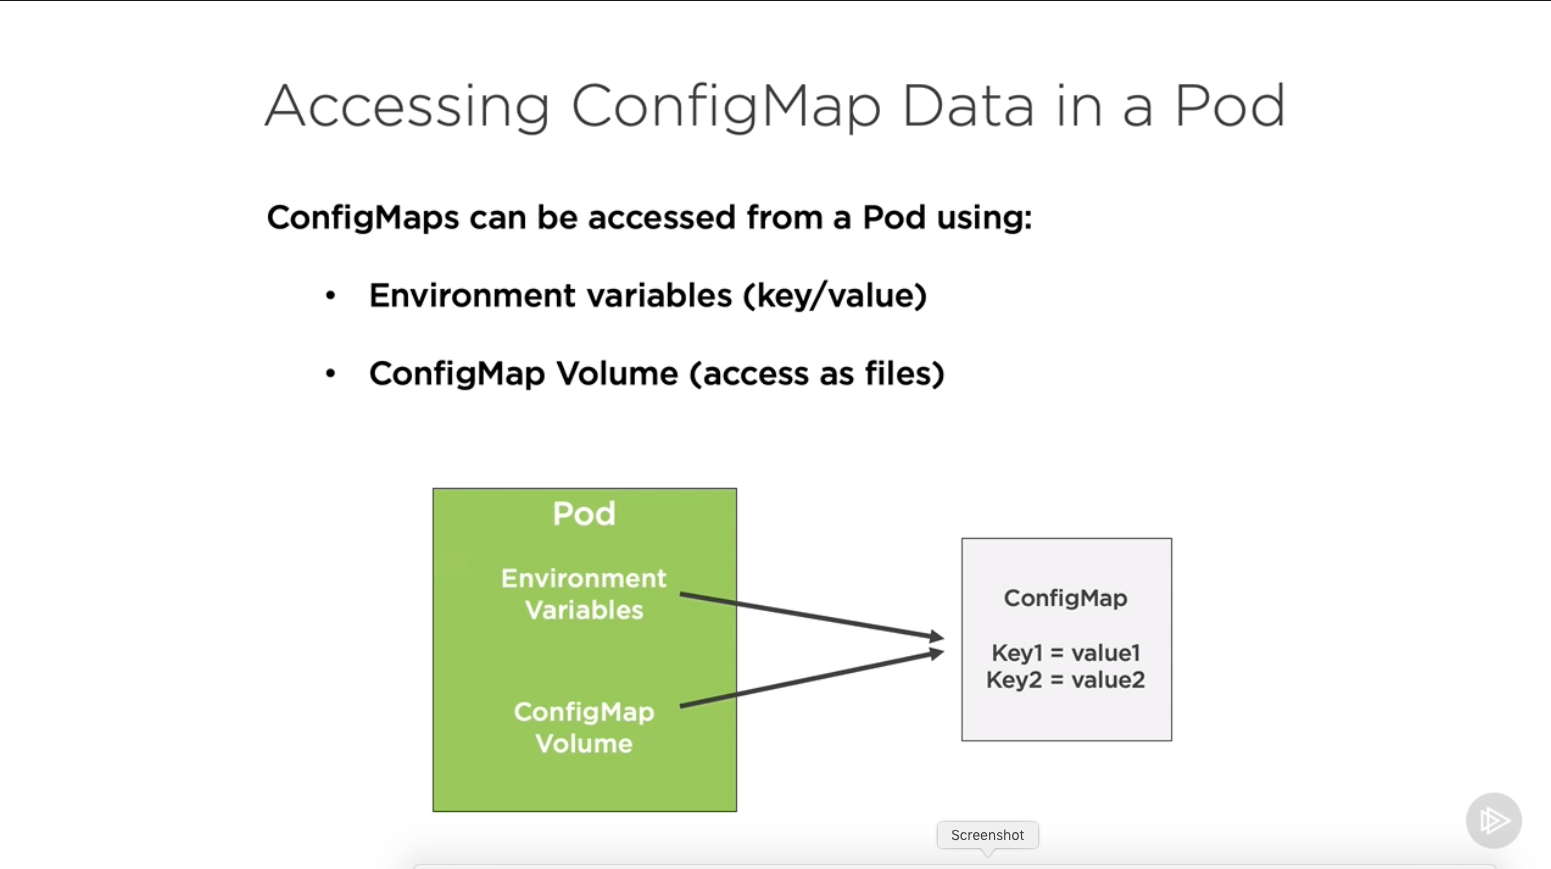 Accessing ConfigMap Data in a Pod
ConfigMaps can be accessed from a Pod using:
• Environment variables (key/value)
• ConfigMap Volume (access as files)
Pod
Environment
Variables
ConfigMap
Volume
ConfigMap
Key1 = value1
Key2 = value2
Screenshot